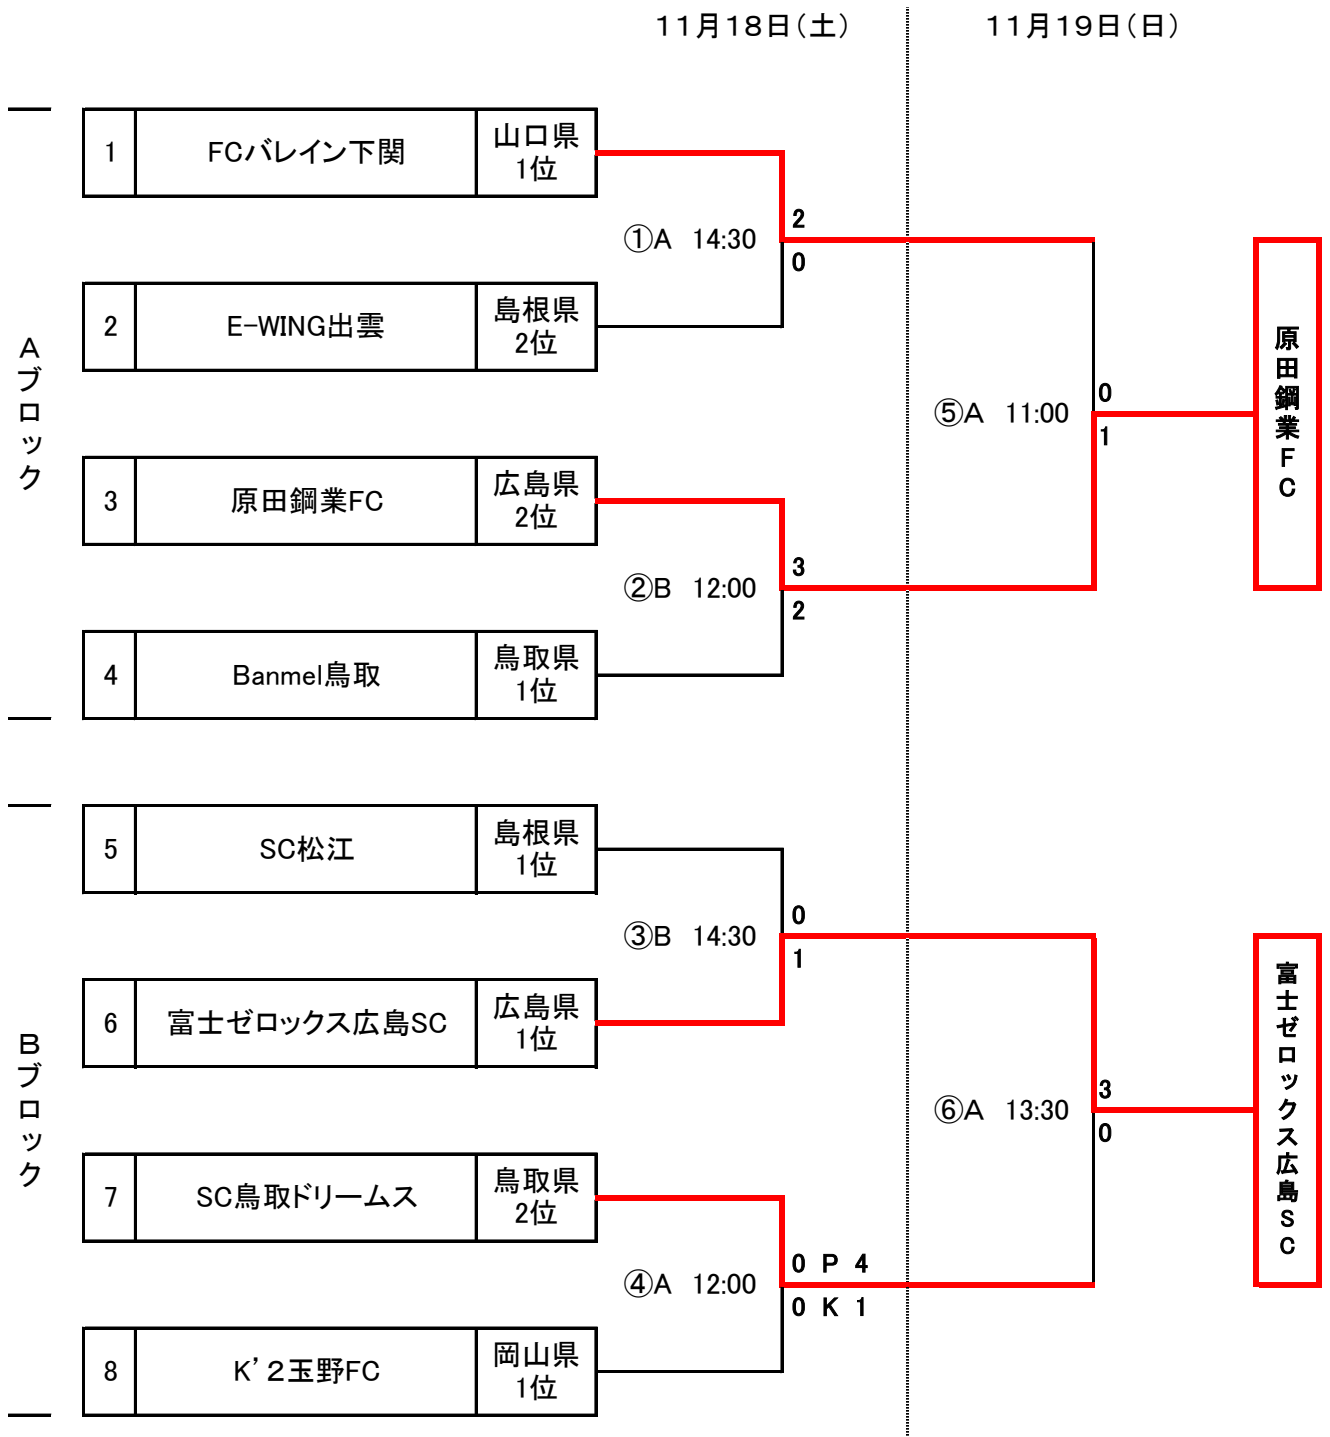 11月18日(土)
11月19日(日)
Aブロック
1
FCバレイン下関
山口県
1位
①A 14:30
2
0
2
E-WING出雲
島根県
2位
⑤A 11:00
0
1
原田鋼業FC
3
原田鋼業FC
広島県
2位
②B 12:00
3
2
4
Banmel鳥取
鳥取県
1位
Bブロック
5
SC松江
島根県
1位
③B 14:30
0
1
6
富士ゼロックス広島SC
広島県
1位
⑥A 13:30
3
0
富士ゼロックス広島SC
7
SC鳥取ドリームス
鳥取県
2位
④A 12:00
0 P 4
0 K 1
8
K’2玉野FC
岡山県
1位